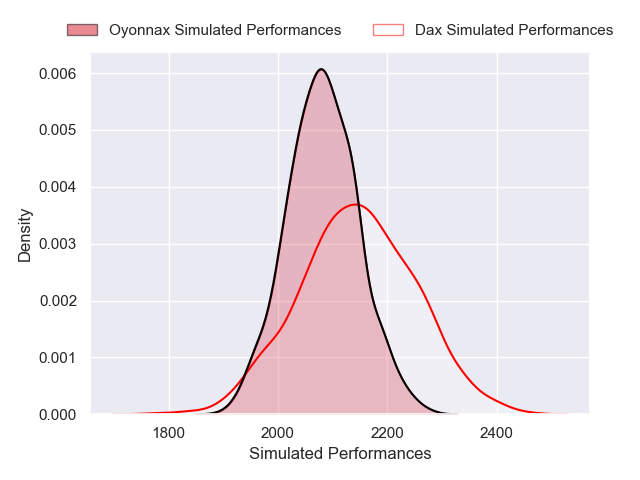 Oyonnax Simulated Performances Dax Simulated Performances
0.006
0.005
0.004
0.003
0.002
0.001
0.000
Density
1800 2000 2200 2400
Simulated Performances